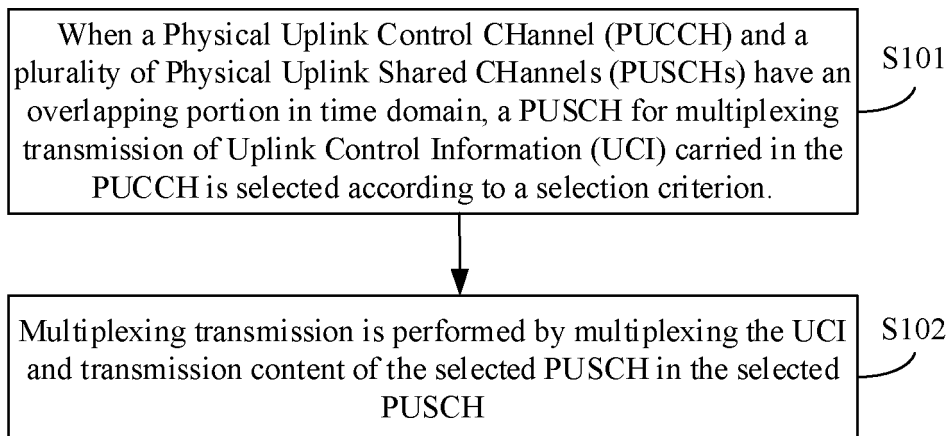 When a Physical Uplink Control CHannel (PUCCH) and a
plurality of Physical Uplink Shared CHannels (PUSCHs) have an
overlapping portion in time domain, a PUSCH for multiplexing
transmission of Uplink Control Information (UCI) carried in the
PUCCH is selected according to a selection criterion.
S101
Multiplexing transmission is performed by multiplexing the UCI
and transmission content of the selected PUSCH in the selected
PUSCH
S102